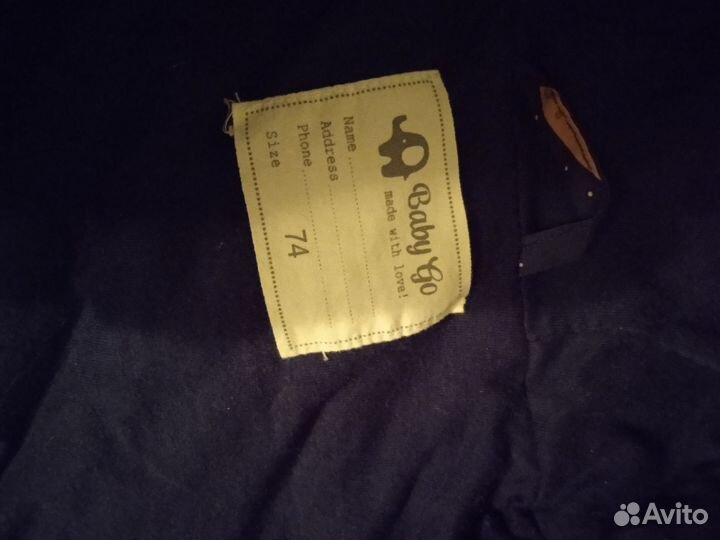 Baby Go
made with love!
Name
Address
Phone
Size 74
Avito